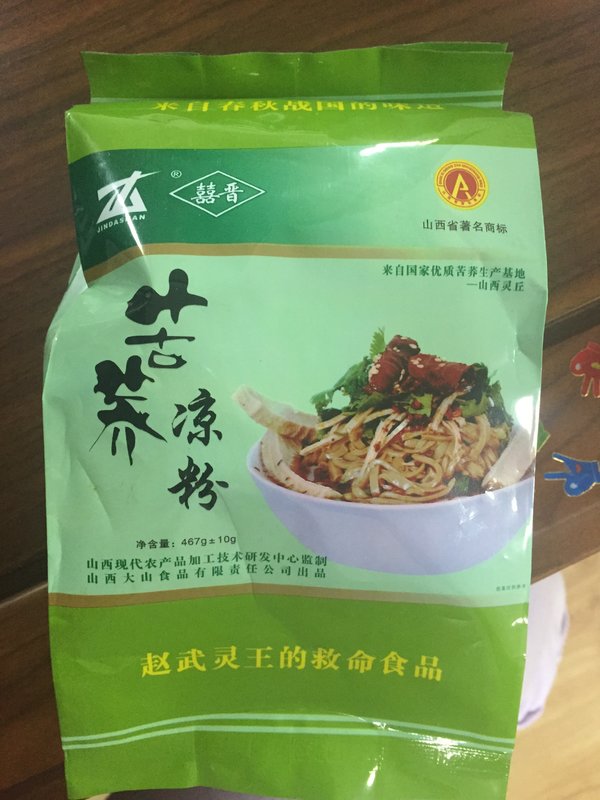 来自春秋战国的味道
JINDASHAN
®
囍晋
山西省著名商标
来自国家优质苦荞生产基地
—山西灵丘
苦荞
凉粉
净含量：467g±10g
山西现代农产品加工技术研发中心监制
山西大山食品有限责任公司出品
赵武灵王的救命食品